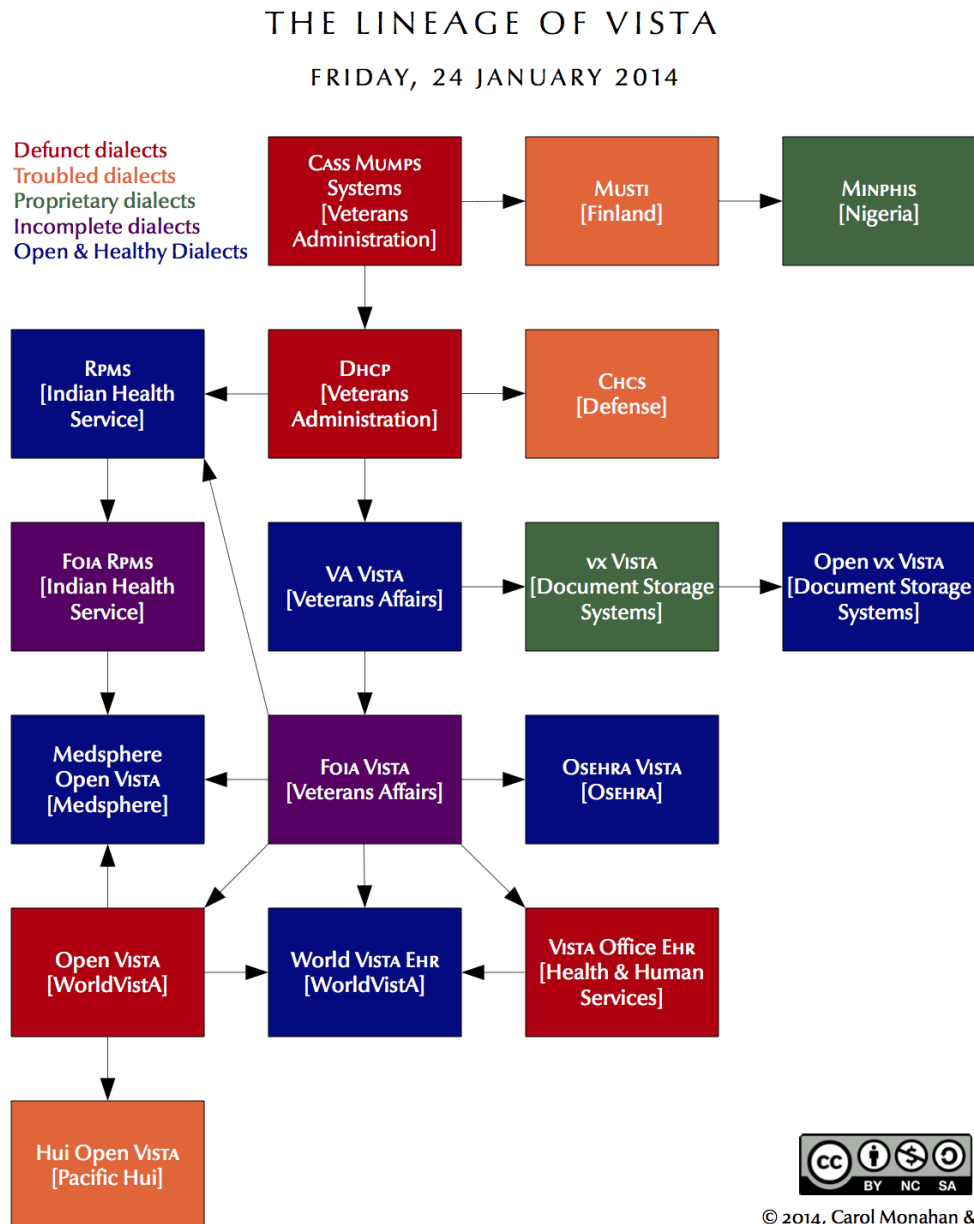 THE LINEAGE OF VISTA
FRIDAY, 24 JANUARY 2014
Defunct dialects
Troubled dialects
Proprietary dialects
Incomplete dialects
Open & Healthy Dialects
CASS MUMPS
Systems
[Veterans
Administration]
MUSTI
[Finland]
MINPHIS
[Nigeria]
RPMS
[Indian Health
Service]
DHCP
[Veterans
Administration]
CHCS
[Defense]
FOIA RPMS
[Indian Health
Service]
VA VISTA
[Veterans Affairs]
VX VISTA
[Document Storage
Systems]
Open VX VISTA
[Document Storage
Systems]
Medsphere
Open VISTA
[Medsphere]
FOIA VISTA
[Veterans Affairs]
OSEHRA VISTA
[OSEHRA]
Open VISTA
[WorldVistA]
World VISTA EHR
[WorldVistA]
VISTA Office EHR
[Health & Human
Services]
Hui Open VISTA
[Pacific Hui]
cc
BY NC SA
© 2014, Carol Monahan &